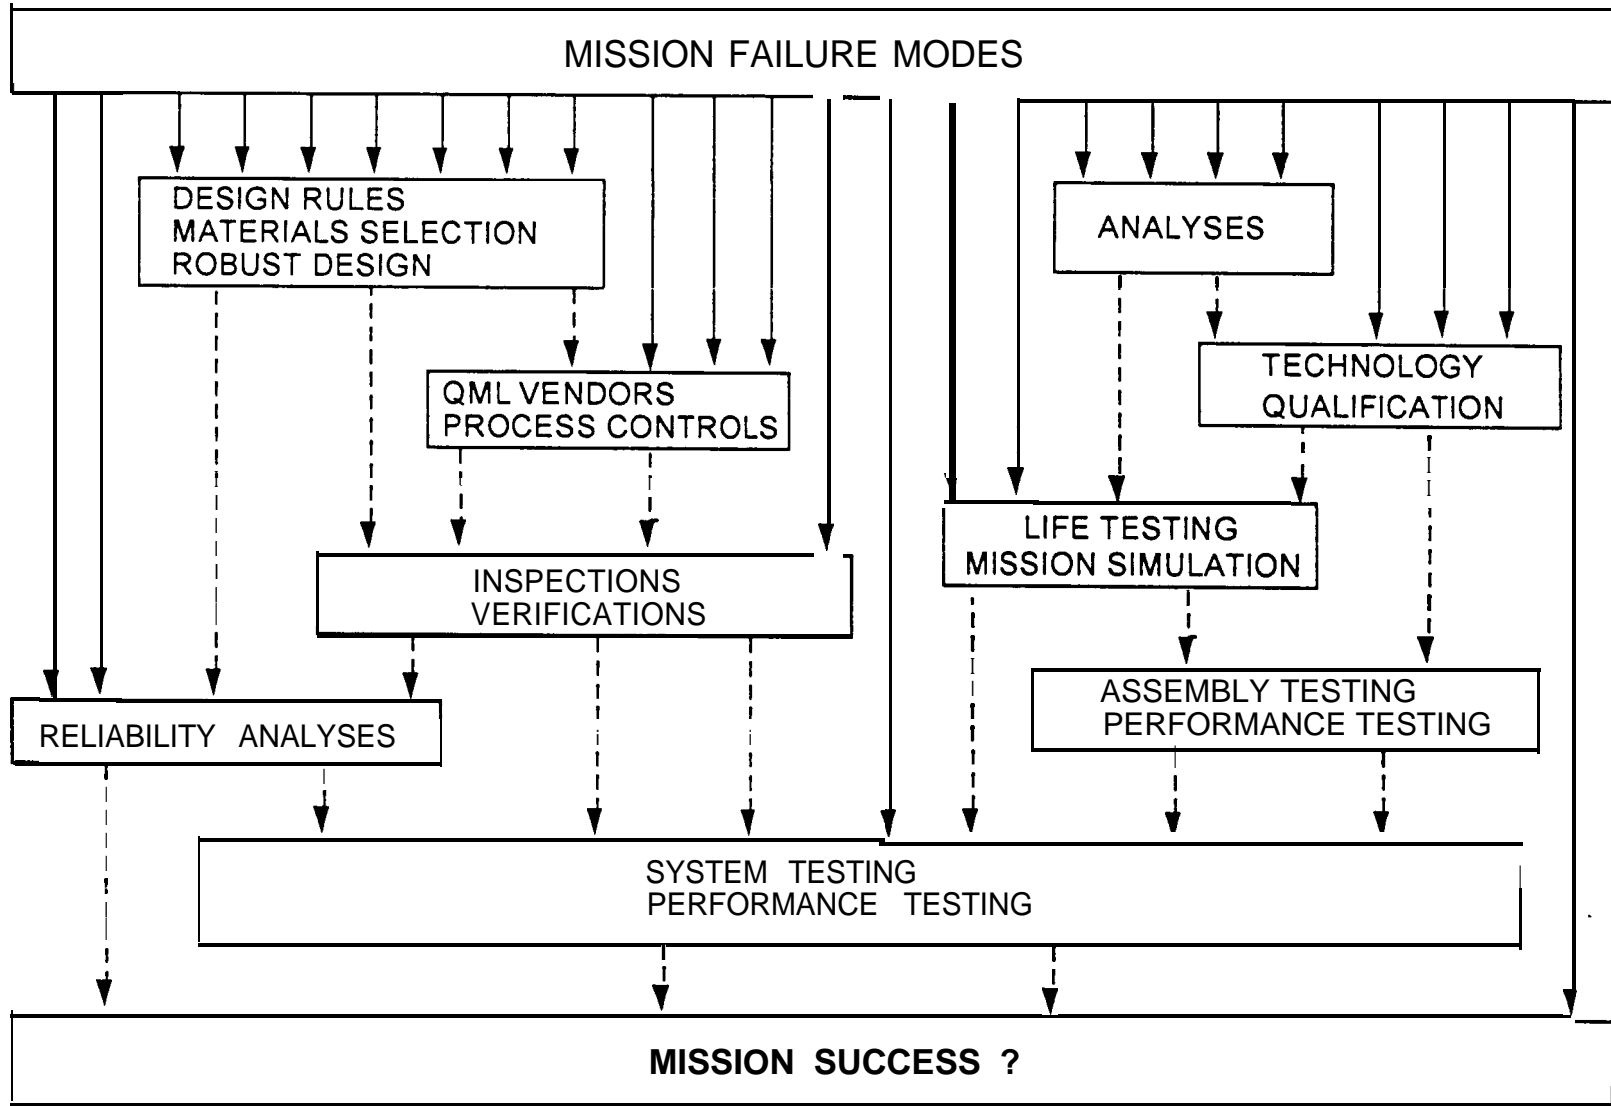 MISSION FAILURE MODES
DESIGN RULES
MATERIALS SELECTION
ROBUST DESIGN
ANALYSES
TECHNOLOGY
QUALIFICATION
QML VENDORS
PROCESS CONTROLS
LIFE TESTING
MISSION SIMULATION
INSPECTIONS
VERIFICATIONS
ASSEMBLY TESTING
PERFORMANCE TESTING
RELIABILITY ANALYSES
SYSTEM TESTING
PERFORMANCE TESTING
MISSION SUCCESS ?